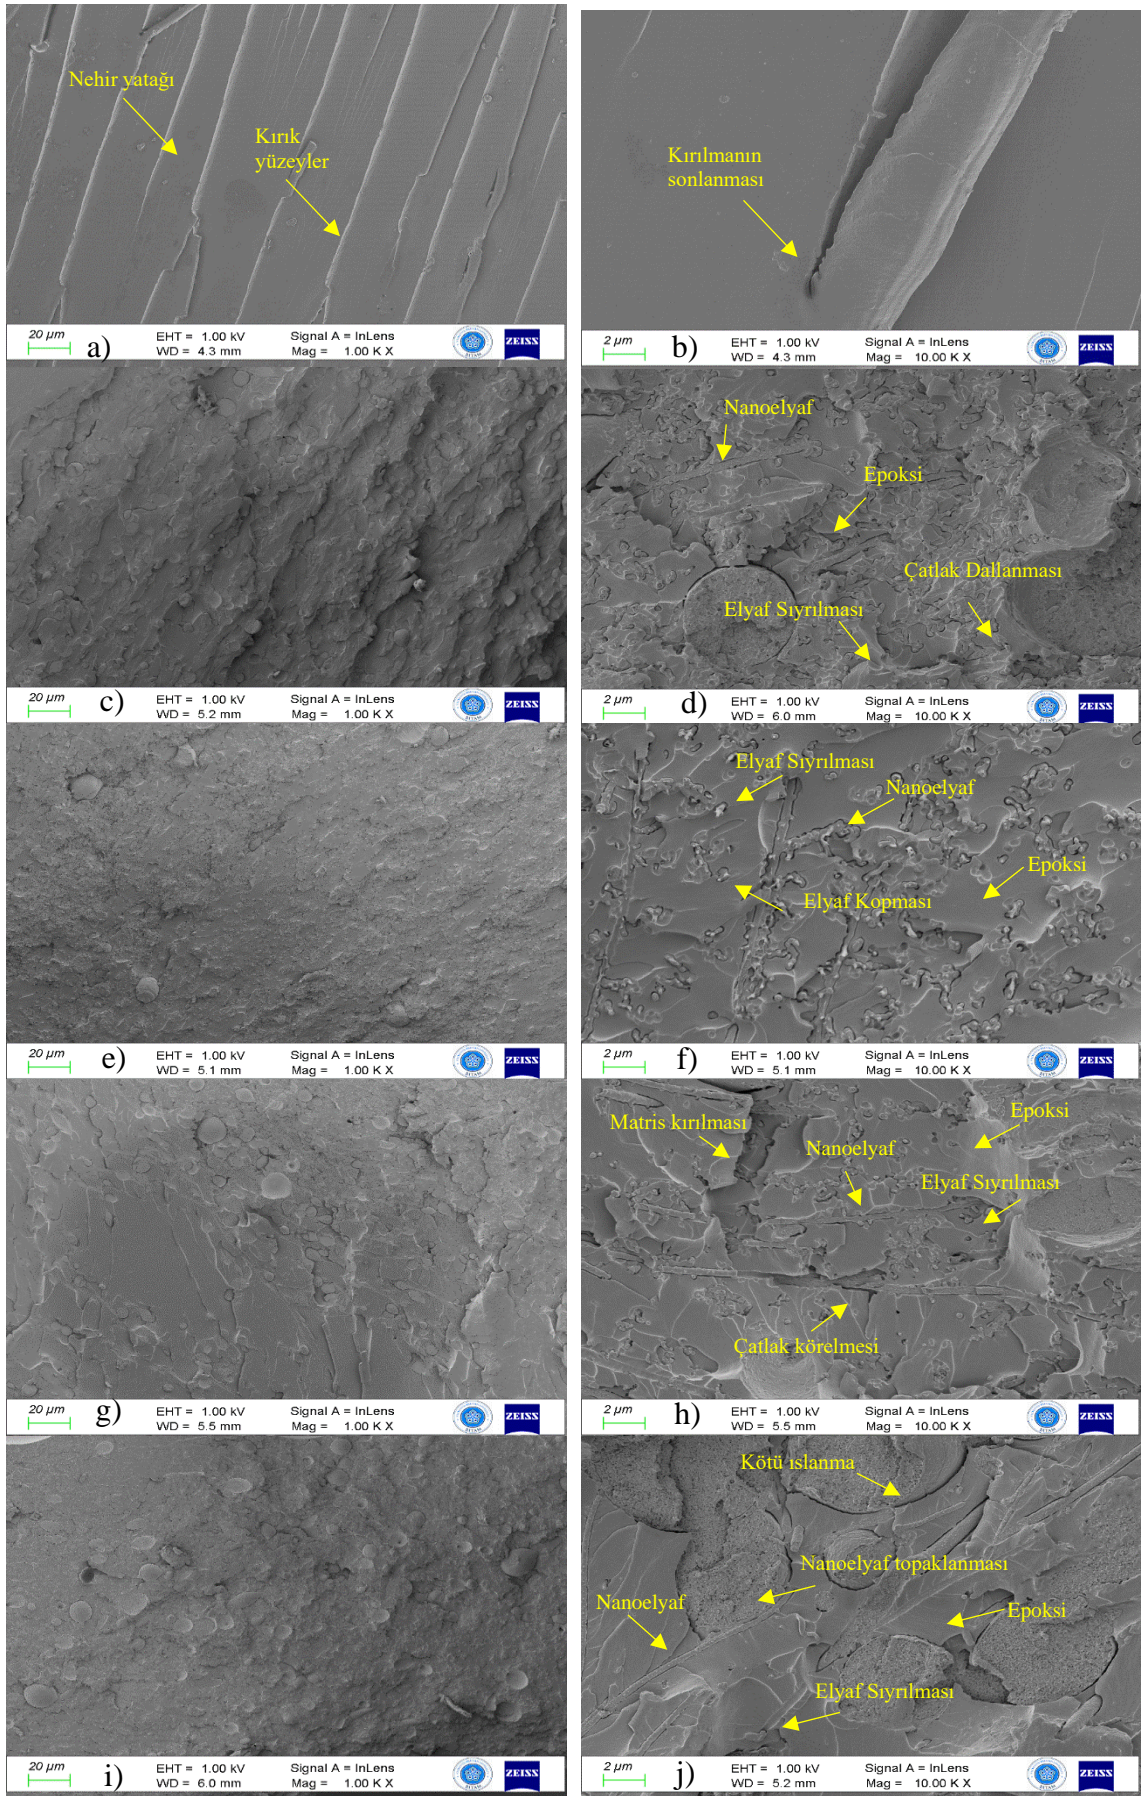 Nehir yatağı
Kırık
yüzeyler
20 µm
a)
EHT = 1.00 kV
WD = 4.3 mm
Signal A = InLens
Mag = 1.00 K X
ZEISS
Kırılmanın
sonlanması
2 µm
b)
EHT = 1.00 kV
WD = 4.3 mm
Signal A = InLens
Mag = 10.00 K X
ZEISS
20 µm
c)
EHT = 1.00 kV
WD = 5.2 mm
Signal A = InLens
Mag = 1.00 K X
ZEISS
Nanoelyaf
Epoksi
Çatlak Dallanması
Elyaf Sıyrılması
2 µm
d)
EHT = 1.00 kV
WD = 6.0 mm
Signal A = InLens
Mag = 10.00 K X
ZEISS
20 µm
e)
EHT = 1.00 kV
WD = 5.1 mm
Signal A = InLens
Mag = 1.00 K X
ZEISS
Elyaf Sıyrılması
Nanoelyaf
Epoksi
Elyaf Kopması
2 µm
f)
EHT = 1.00 kV
WD = 5.1 mm
Signal A = InLens
Mag = 10.00 K X
ZEISS
20 µm
g)
EHT = 1.00 kV
WD = 5.5 mm
Signal A = InLens
Mag = 1.00 K X
ZEISS
Epoksi
Matris kırılması
Nanoelyaf
Elyaf Sıyrılması
Çatlak körelmesi
2 µm
h)
EHT = 1.00 kV
WD = 5.5 mm
Signal A = InLens
Mag = 10.00 K X
ZEISS
20 µm
i)
EHT = 1.00 kV
WD = 6.0 mm
Signal A = InLens
Mag = 1.00 K X
ZEISS
Kötü ıslanma
Nanoelyaf topaklanması
Nanoelyaf
Epoksi
Elyaf Sıyrılması
2 µm
j)
EHT = 1.00 kV
WD = 5.2 mm
Signal A = InLens
Mag = 10.00 K X
ZEISS